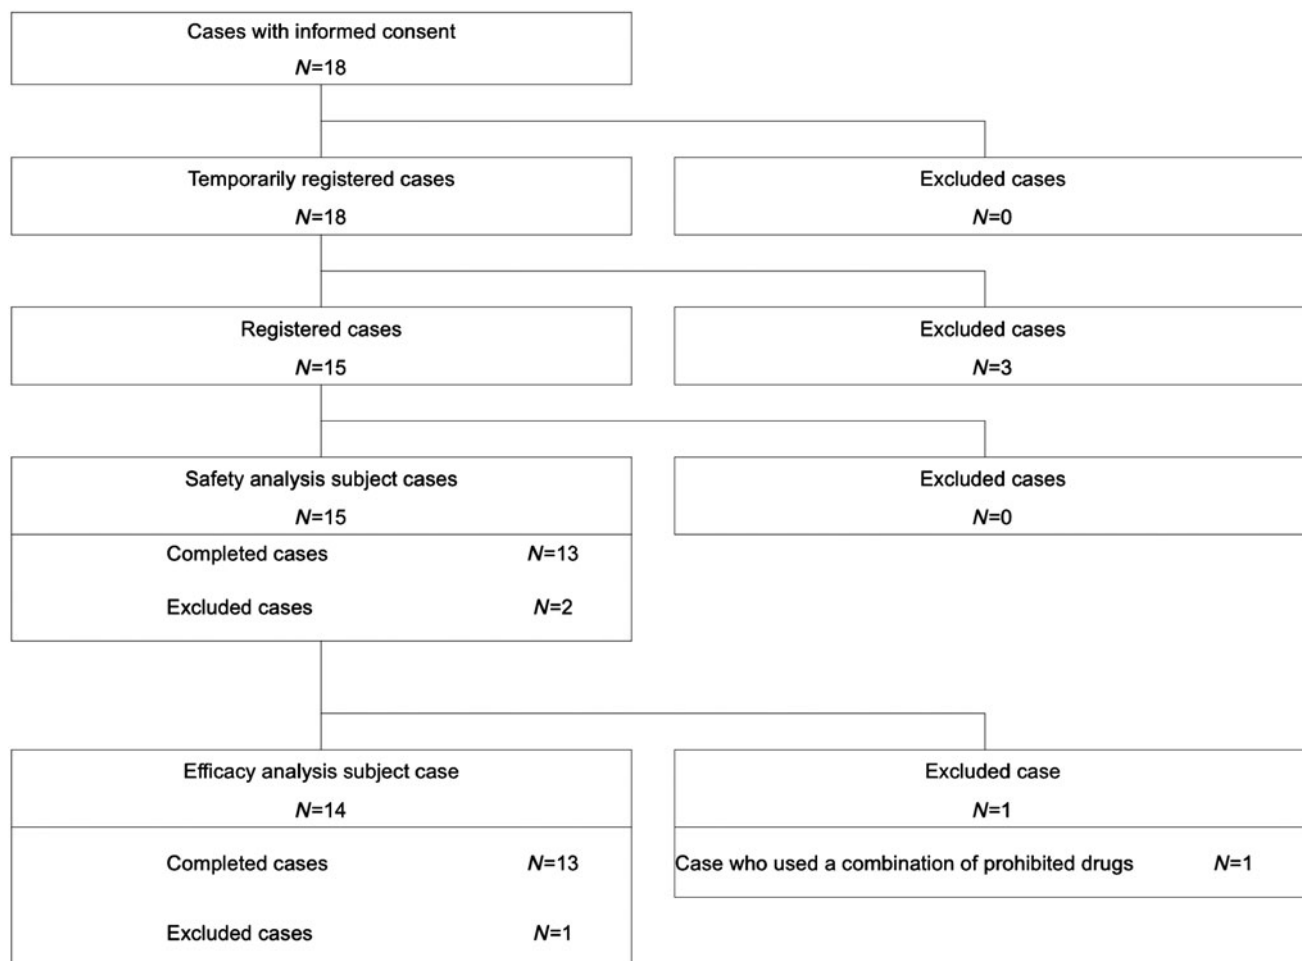 Cases with informed consent
N=18
Temporarily registered cases
N=18
Excluded cases
N=0
Registered cases
N=15
Excluded cases
N=3
Safety analysis subject cases
N=15
Excluded cases
N=0
Completed cases N=13
Excluded cases N=2
Efficacy analysis subject case
N=14
Excluded case
N=1
Completed cases N=13
Case who used a combination of prohibited drugs N=1
Excluded cases N=1